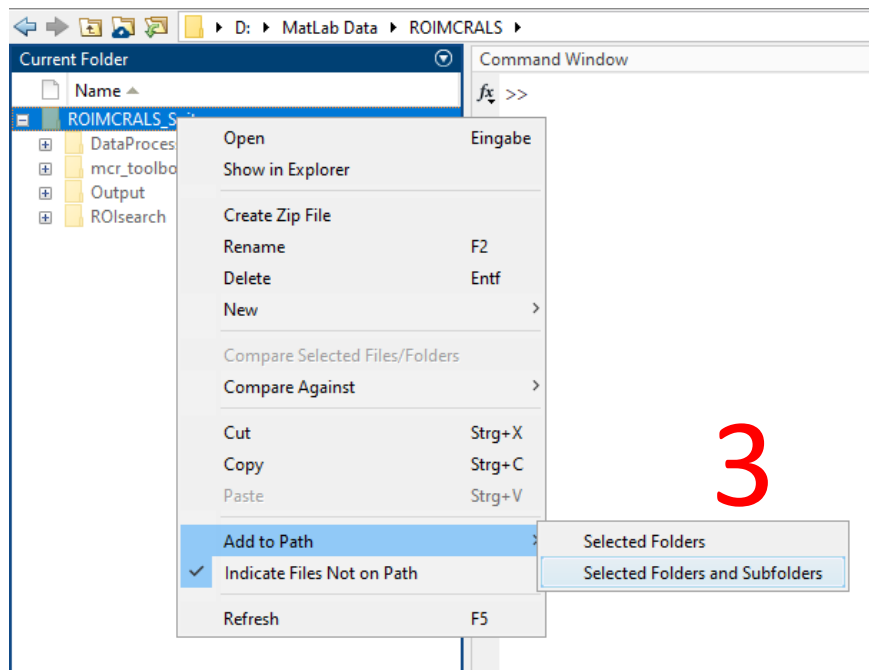 D: MatLab Data ROIMCRALS
Current Folder
Command Window
Name
fx >>
ROIMCRALS_S
DataProces
mcr_toolbo
Output
ROIsearch
Open Eingabe
Show in Explorer
Create Zip File
Rename F2
Delete Entf
New
Compare Selected Files/Folders
Compare Against
Cut Strg+X
Copy Strg+C
Paste Strg+V
3
Add to Path
Selected Folders
Indicate Files Not on Path
Selected Folders and Subfolders
Refresh F5